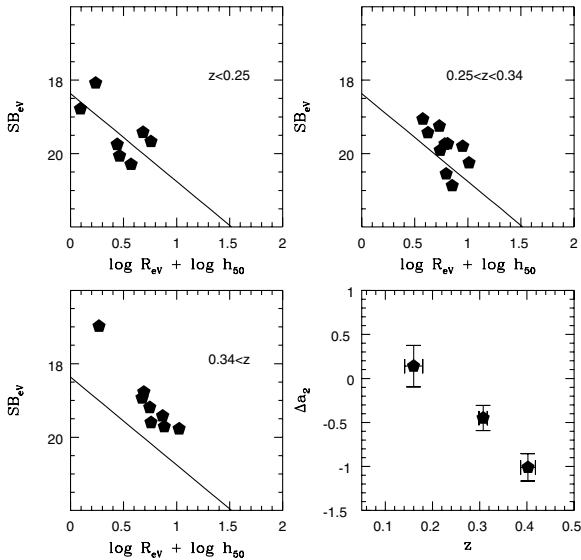 z<0.25
18
20
SB_eV
0 0.5 1 1.5 2
log R_eV + log h_50
0.25<z<0.34
18
20
SB_eV
0 0.5 1 1.5 2
log R_eV + log h_50
0.34<z
18
20
SB_eV
0 0.5 1 1.5 2
log R_eV + log h_50
1
0.5
0
-0.5
-1
-1.5
Δa_2
0.1 0.2 0.3 0.4 0.5
z